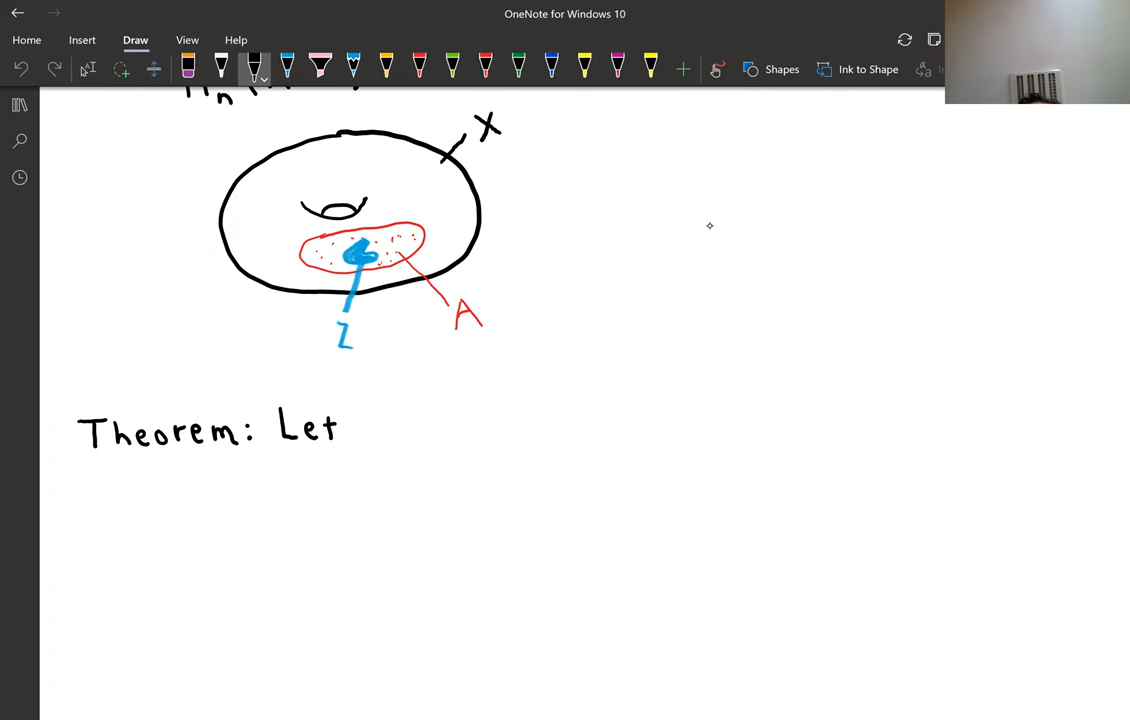 OneNote for Windows 10
Home Insert Draw View Help
Shapes Ink to Shape
X
A
Z
Theorem: Let